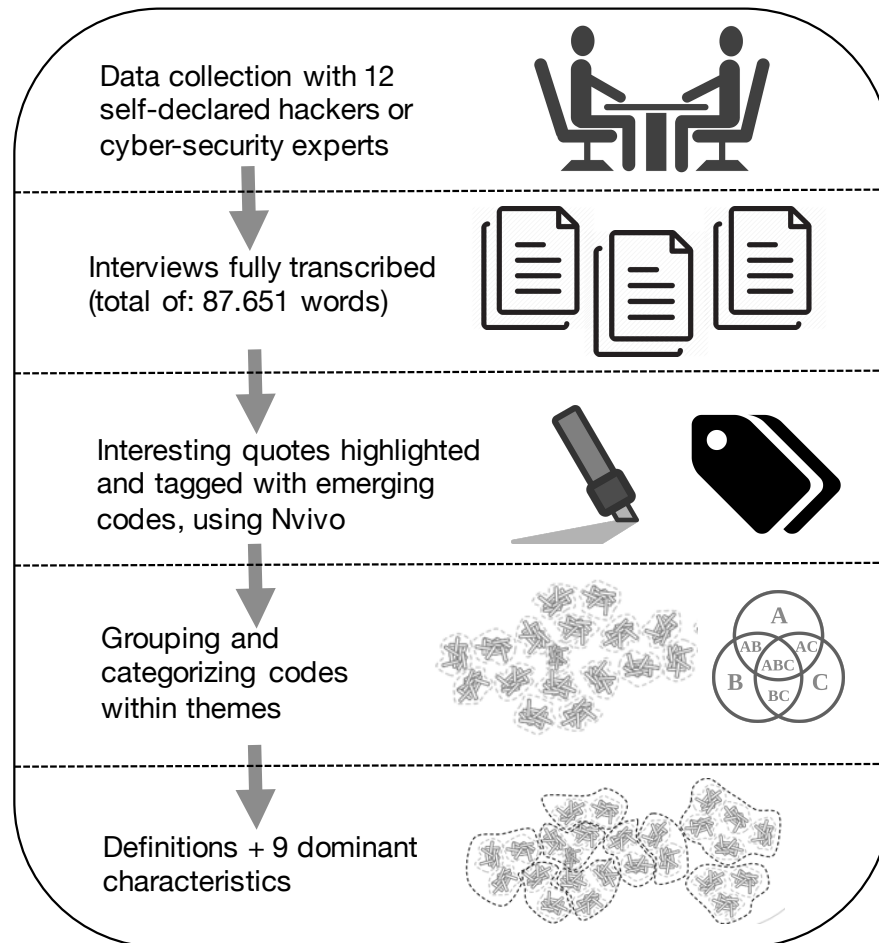 Data collection with 12
self-declared hackers or
cyber-security experts
Interviews fully transcribed
(total of: 87.651 words)
Interesting quotes highlighted
and tagged with emerging
codes, using Nvivo
Grouping and
categorizing codes
within themes
A
AB
AC
ABC
B
C
BC
Definitions + 9 dominant
characteristics